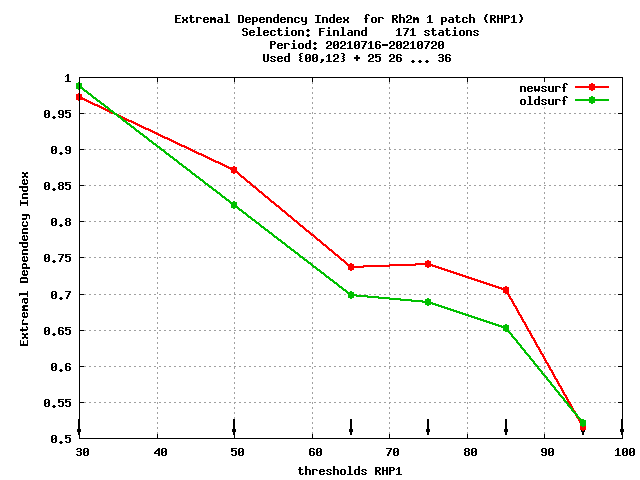 Extremal Dependency Index  for Rh2m 1 patch (RHP1)
Selection: Finland    171 stations
Period: 20210716-20210720
Used {00,12} + 25 26 ... 36
newsurf
oldsurf
Extremal Dependency Index
1
0.95
0.9
0.85
0.8
0.75
0.7
0.65
0.6
0.55
0.5
30 40 50 60 70 80 90 100
thresholds RHP1